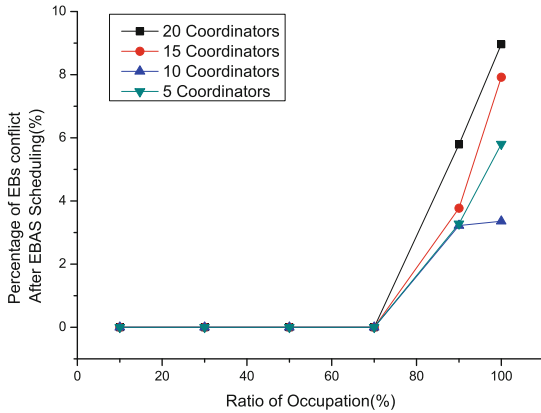 10
8
6
4
2
0
Percentage of EBs conflict
After EBAS Scheduling(%)
20 Coordinators
15 Coordinators
10 Coordinators
5 Coordinators
0
20
40
60
80
100
Ratio of Occupation(%)